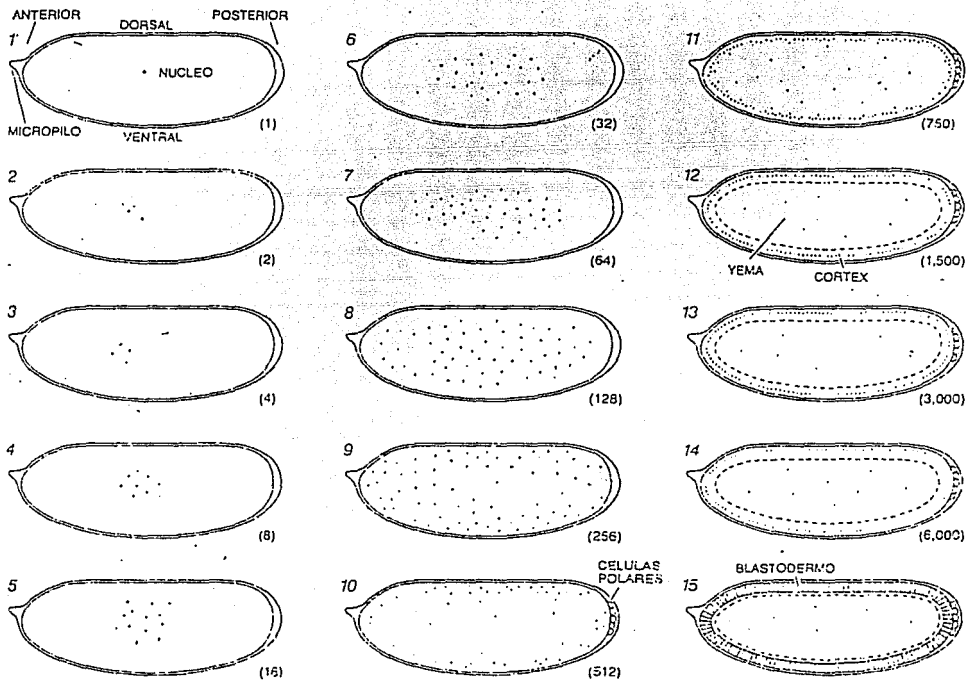 ANTERIOR
POSTERIOR
DORSAL
1
NUCLEO
MICROPILO
VENTRAL
(1)
2
(2)
3
(4)
4
(8)
5
(16)
6
(32)
7
(64)
8
(128)
9
(256)
CELULAS
POLARES
10
(512)
11
(750)
12
YEMA
CORTEX
(1,500)
13
(3,000)
14
(6,000)
BLASTODERMO
15